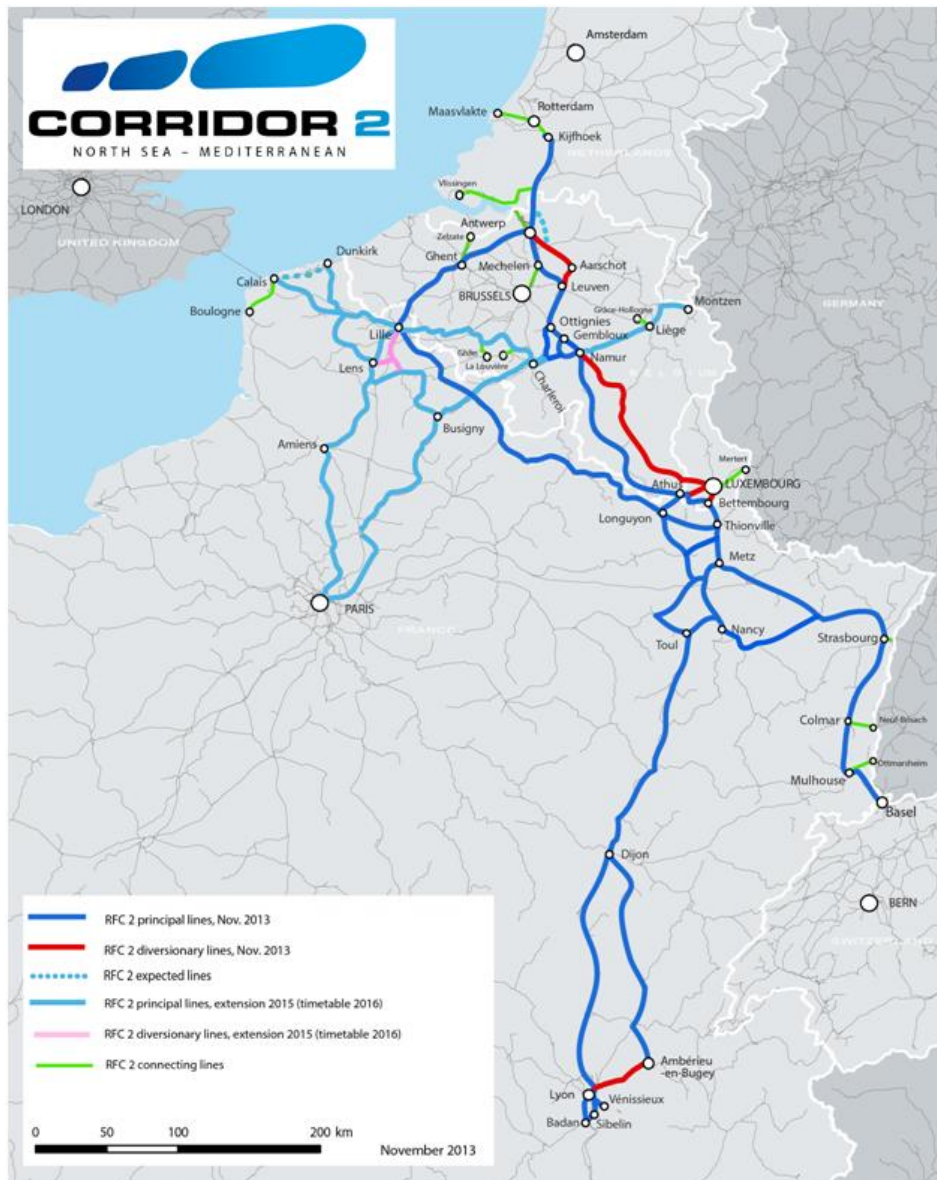 CORRIDOR 2
NORTH SEA – MEDITERRANEAN
Amsterdam
Maasvlakte
Rotterdam
Kijfhoek
NETHERLANDS
LONDON
UNITED KINGDOM
Vlissingen
Antwerp
Zelzate
Dunkirk
Ghent
Mechelen
Aarschot
Calais
BRUSSELS
Leuven
Montzen
GERMANY
Boulogne
Lille
Ottignies
Gembloux
Liège
Namur
Lens
La Louvière
Charleroi
Busigny
Amiens
Mertert
LUXEMBOURG
Athus
Bettembourg
Longuyon
Thionville
Metz
PARIS
FRANCE
Toul
Nancy
Strasbourg
Colmar
Neuf-Brisach
Ottmarsheim
Mulhouse
Basel
Dijon
BERN
SWITZERLAND
RFC 2 principal lines, Nov. 2013
RFC 2 diversionary lines, Nov. 2013
RFC 2 expected lines
RFC 2 principal lines, extension 2015 (timetable 2016)
RFC 2 diversionary lines, extension 2015 (timetable 2016)
RFC 2 connecting lines
Ambérieu
-en-Bugey
Lyon
Vénissieux
Badan
Sibelin
0 50 100 200 km
November 2013